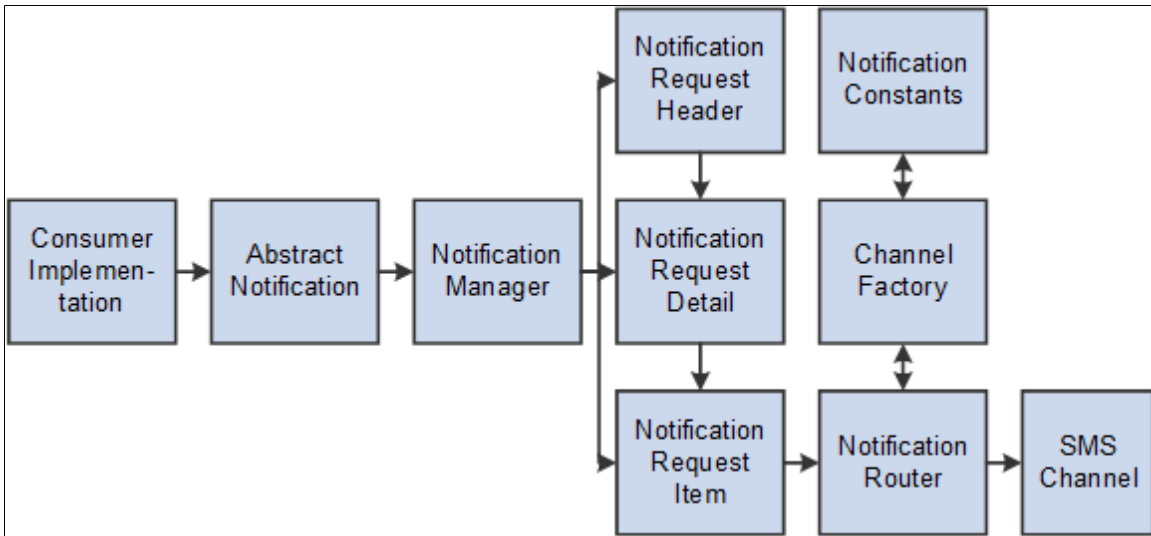 Notification
Request
Header
Notification
Constants
Consumer
Implemen-
tation
Abstract
Notification
Notification
Manager
Notification
Request
Detail
Channel
Factory
Notification
Request
Item
Notification
Router
SMS
Channel